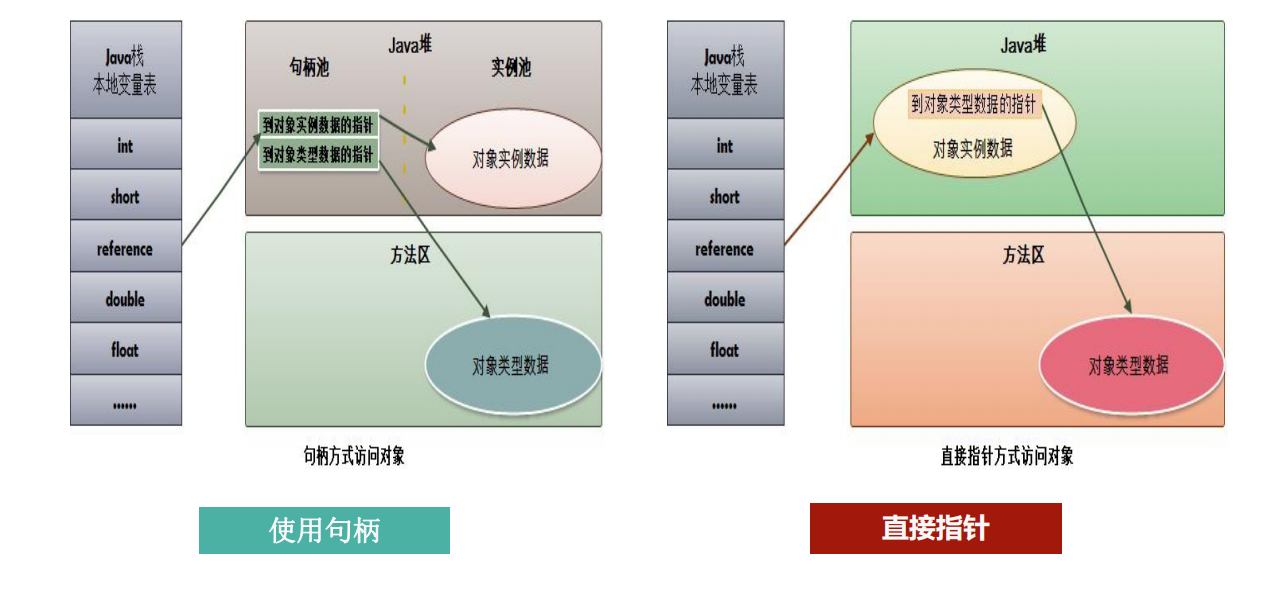 Java栈
本地变量表
int
short
reference
double
float
......
Java堆
句柄池
实例池
到对象实例数据的指针
到对象类型数据的指针
对象实例数据
方法区
对象类型数据
句柄方式访问对象
使用句柄
Java栈
本地变量表
int
short
reference
double
float
......
Java堆
到对象类型数据的指针
对象实例数据
方法区
对象类型数据
直接指针方式访问对象
直接指针